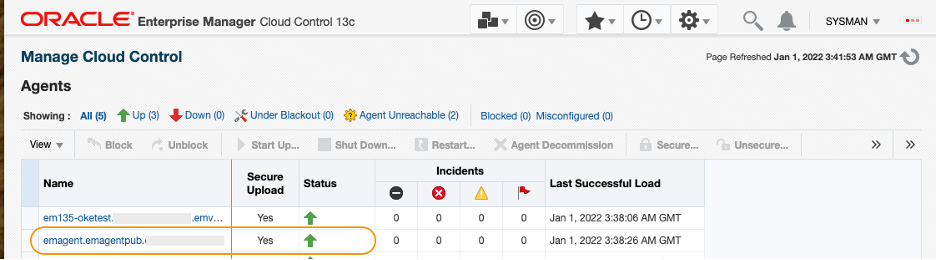 ORACLE Enterprise Manager Cloud Control 13c SYSMAN
Manage Cloud Control
Page Refreshed Jan 1, 2022 3:41:53 AM GMT
Agents
Showing : All (5) Up (3) Down (0) Under Blackout (0) Agent Unreachable (2) Blocked (0) Misconfigured (0)
View Block Unblock Start Up... Shut Down... Restart... Agent Decommission Secure... Unsecure... » »
Name Secure Upload Status Incidents Last Successful Load
em135-oketest. .emv... Yes 0 0 0 0 Jan 1, 2022 3:38:06 AM GMT
emagent.emagentpub. Yes 0 0 0 0 Jan 1, 2022 3:38:26 AM GMT